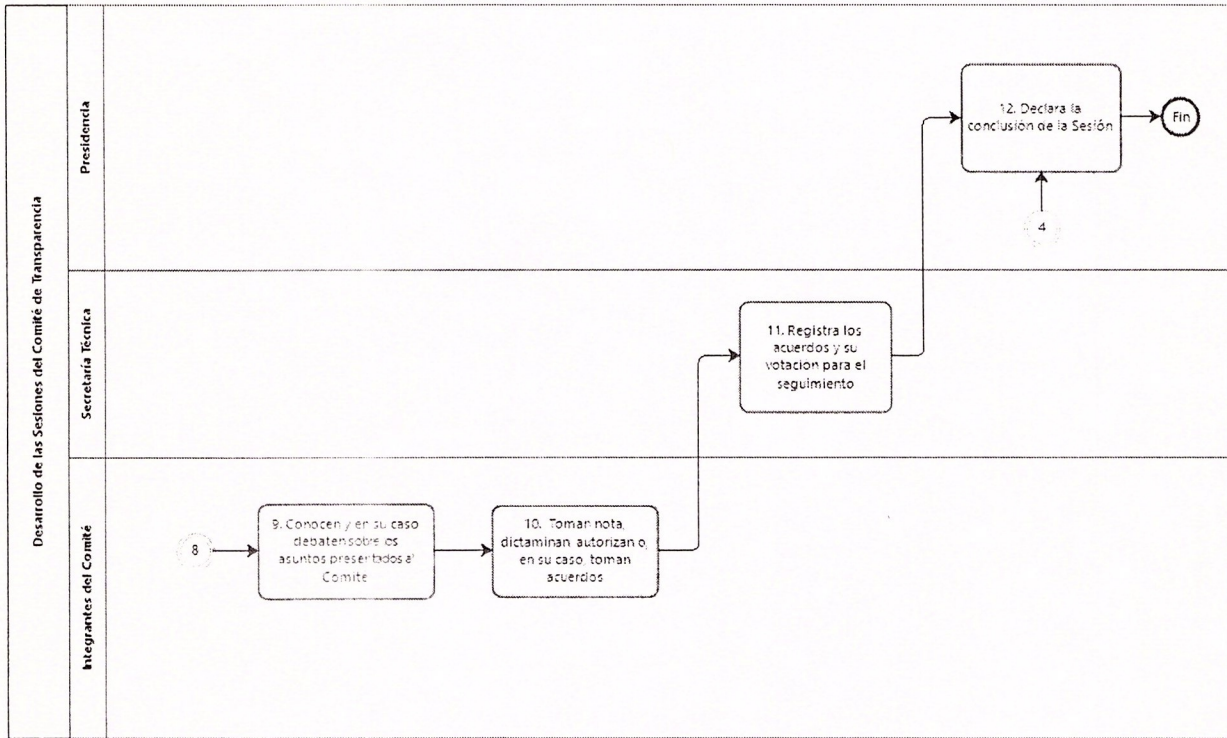 Desarrollo de las Sesiones del Comité de Transparencia
Presidencia
12. Declara la
conclusión de la Sesión
Fin
4
Secretaría Técnica
11. Registra los
acuerdos y su
votación para el
seguimiento
Integrantes del Comité
8
9. Conocen y en su caso
debaten sobre los
asuntos presentados al
Comité
10. Toman nota,
dictaminan, autorizan o,
en su caso, toman
acuerdos